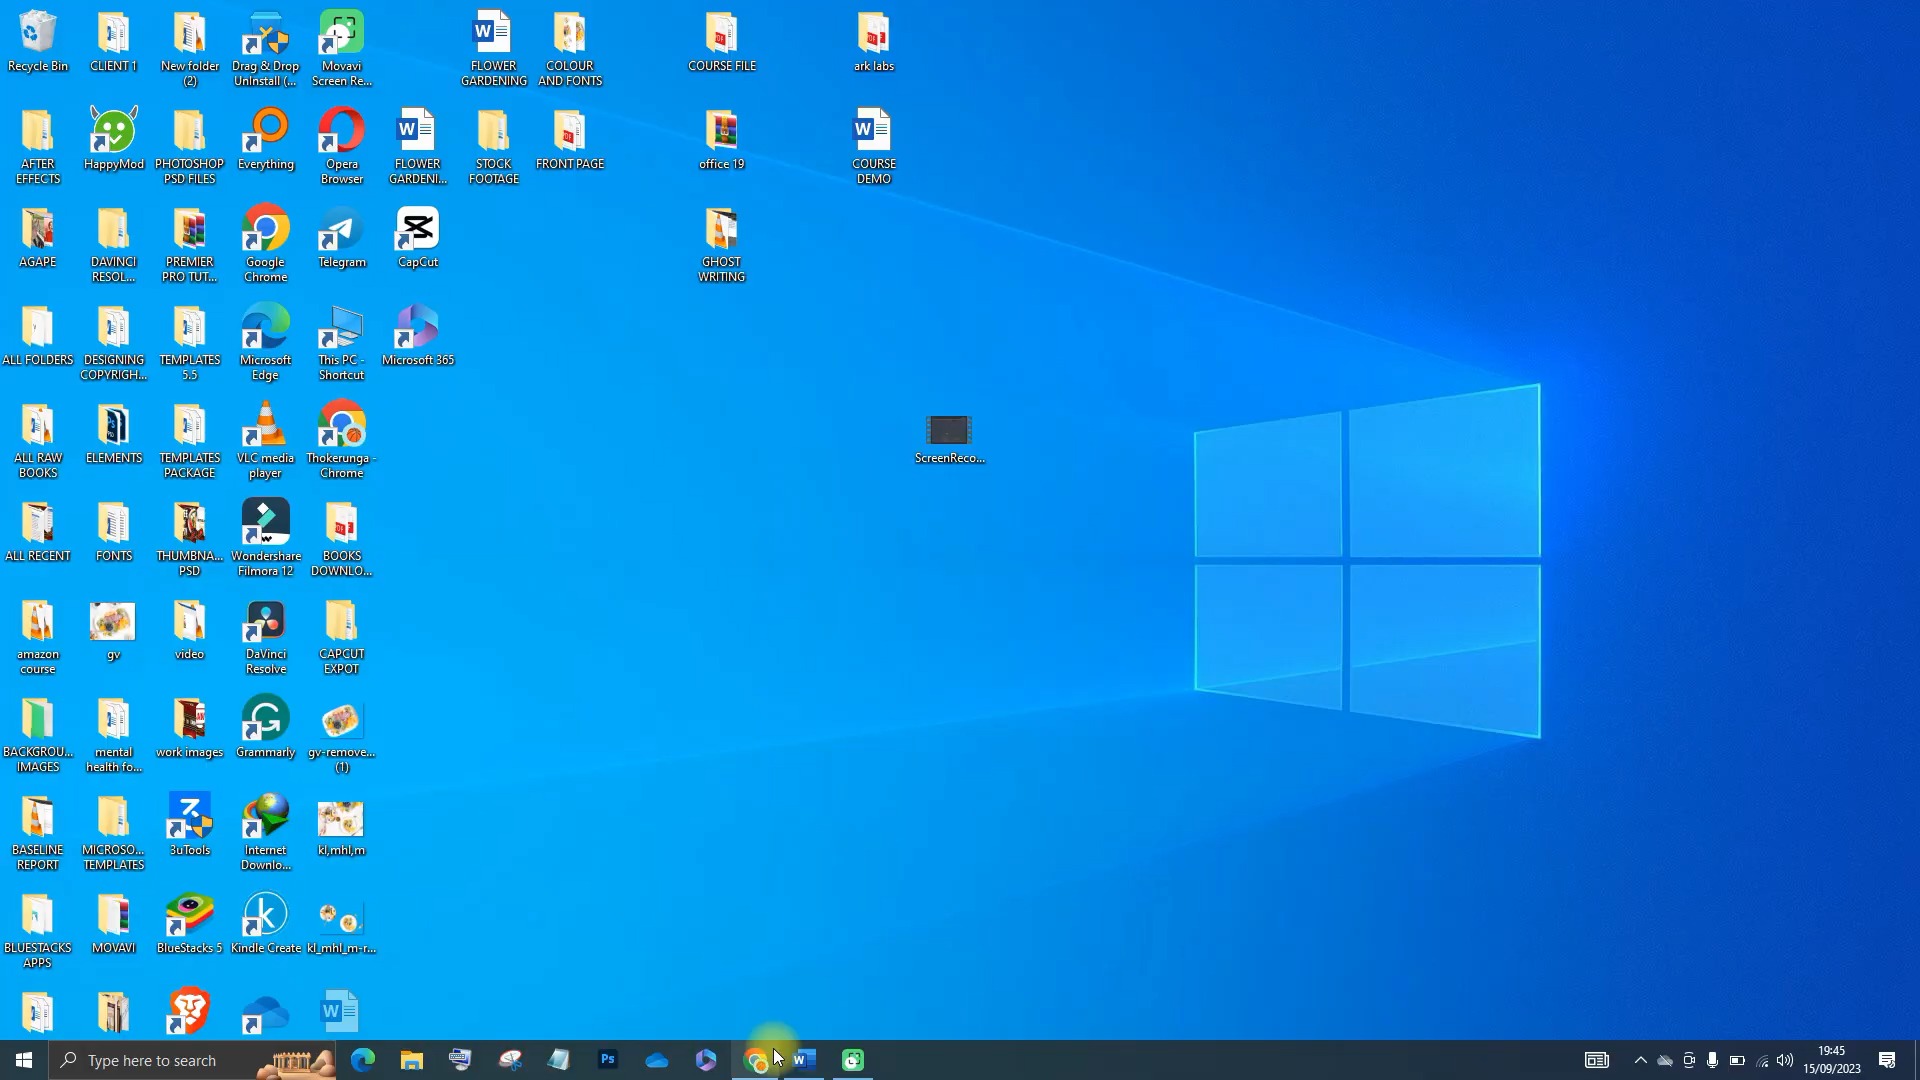 Recycle Bin
CLIENT 1
New folder
(2)
Drag & Drop
UnInstall (...
Movavi
Screen Re...
FLOWER
GARDENING
COLOUR
AND FONTS
COURSE FILE
ark labs
AFTER
EFFECTS
HappyMod
PHOTOSHOP
PSD FILES
Everything
Opera
Browser
FLOWER
GARDENI...
STOCK
FOOTAGE
FRONT PAGE
office 19
COURSE
DEMO
AGAPE
DAVINCI
RESOL...
PREMIER
PRO TUT...
Google
Chrome
Telegram
CapCut
GHOST
WRITING
ALL FOLDERS
DESIGNING
COPYRIGH...
TEMPLATES
5.5
Microsoft
Edge
This PC -
Shortcut
Microsoft 365
ALL RAW
BOOKS
ELEMENTS
TEMPLATES
PACKAGE
VLC media
player
Thokerunga -
Chrome
ScreenReco...
ALL RECENT
FONTS
THUMBNA...
PSD
Wondershare
Filmora 12
BOOKS
DOWNLO...
amazon
course
gv
video
DaVinci
Resolve
CAPCUT
EXPOT
BACKGROU...
IMAGES
mental
health fo...
work images
Grammarly
gv-remove...
(1)
BASELINE
REPORT
MICROSO...
TEMPLATES
3uTools
Internet
Downlo...
kl,mhl,m
BLUESTACKS
APPS
MOVAVI
BlueStacks 5
Kindle Create
kl_mhl_m-r...
Type here to search
Ps
19:45
15/09/2023